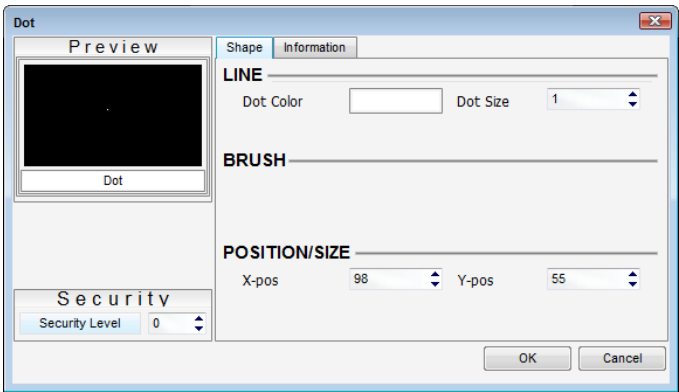 Dot
Preview
Dot
Security
Security Level 0
Shape Information
LINE
Dot Color Dot Size 1
BRUSH
POSITION/SIZE
X-pos 98 Y-pos 55
OK Cancel